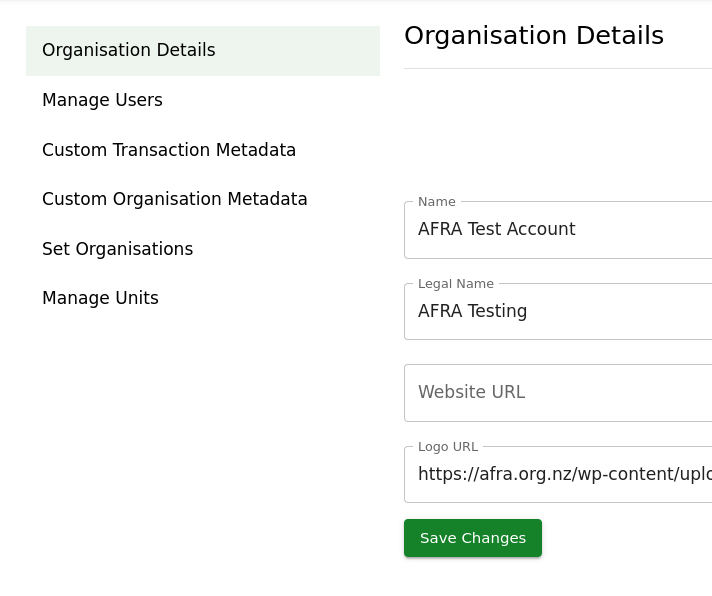 Organisation Details
Manage Users
Custom Transaction Metadata
Custom Organisation Metadata
Set Organisations
Manage Units
Organisation Details
Name
AFRA Test Account
Legal Name
AFRA Testing
Website URL
Logo URL
https://afra.org.nz/wp-content/uplo
Save Changes